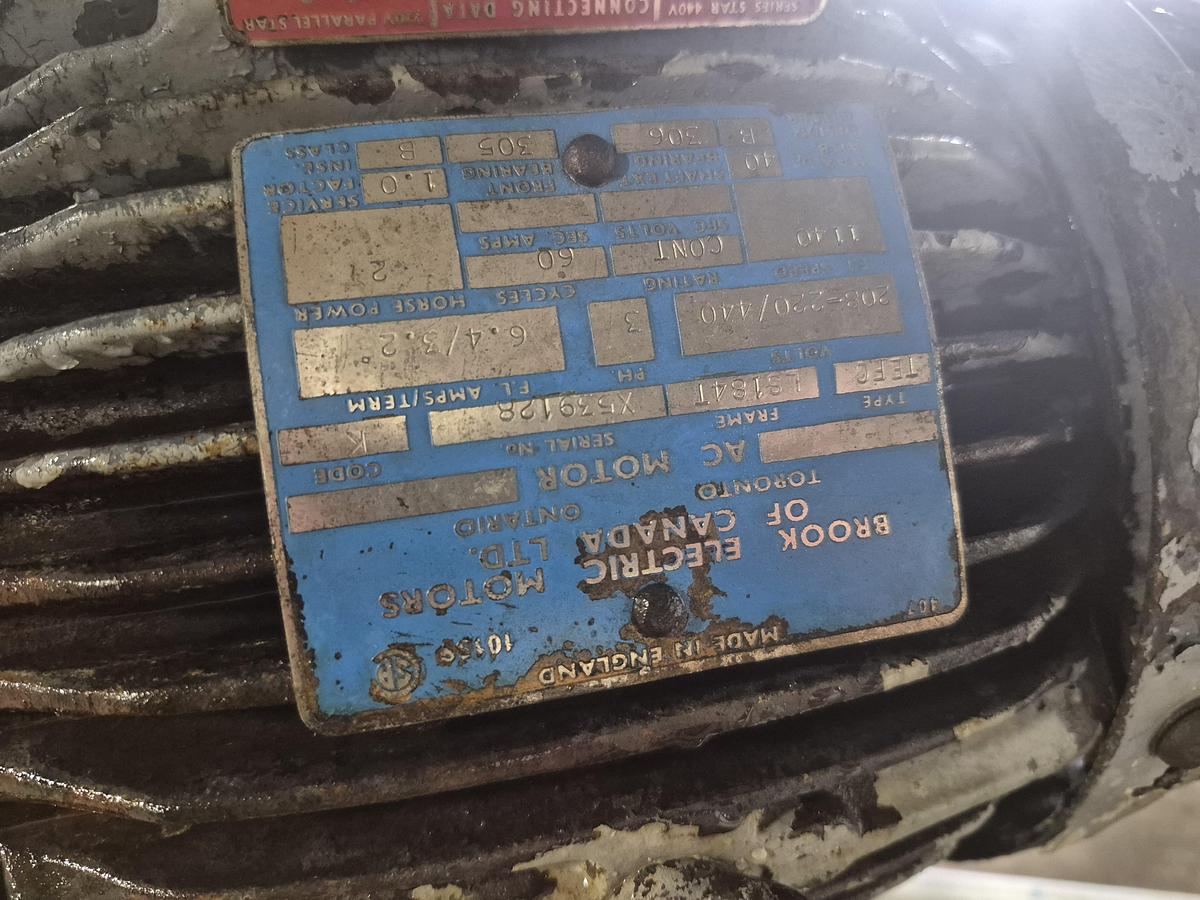 MADE IN ENGLAND
407
10150
BROOK ELECTRIC MOTORS
OF CANADA LTD.
TORONTO ONTARIO
AC MOTOR
TYPE FRAME SERIAL-No CODE
TEFC LS184T X539128 K
VOLTS PH. F.L. AMPS/TERM
208-220/440 3 6.4/3.2
F.L SPEED RATING CYCLES HORSE POWER
1140 CONT 60 2
SEC VOLTS SEC. AMPS
40 SHAFT EXT BEARING FRONT BEARING SERVICE FACTOR 1.0
B 306 305 INSL. CLASS B
SERIES STAR 440V CONNECTING DATA 220V PARALLEL STAR